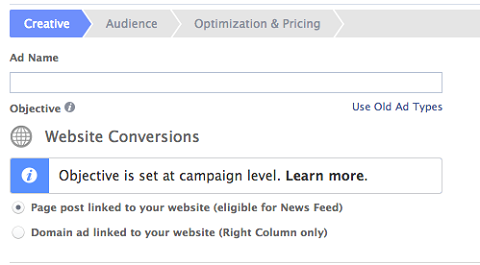 Creative Audience Optimization & Pricing
Ad Name
Objective Use Old Ad Types
Website Conversions
Objective is set at campaign level. Learn more.
Page post linked to your website (eligible for News Feed)
Domain ad linked to your website (Right Column only)